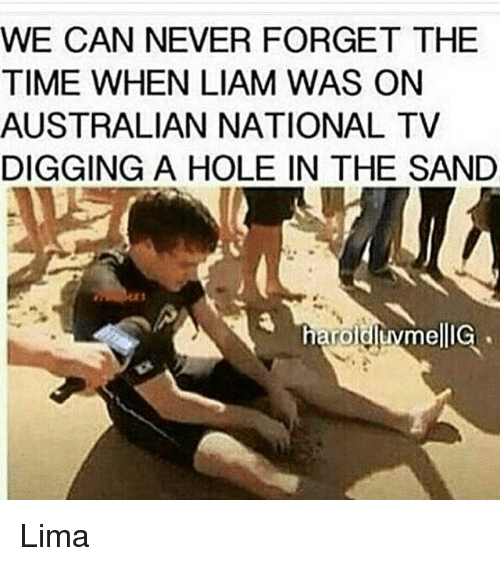 WE CAN NEVER FORGET THE
TIME WHEN LIAM WAS ON
AUSTRALIAN NATIONAL TV
DIGGING A HOLE IN THE SAND
haroldluvmellIG
Lima